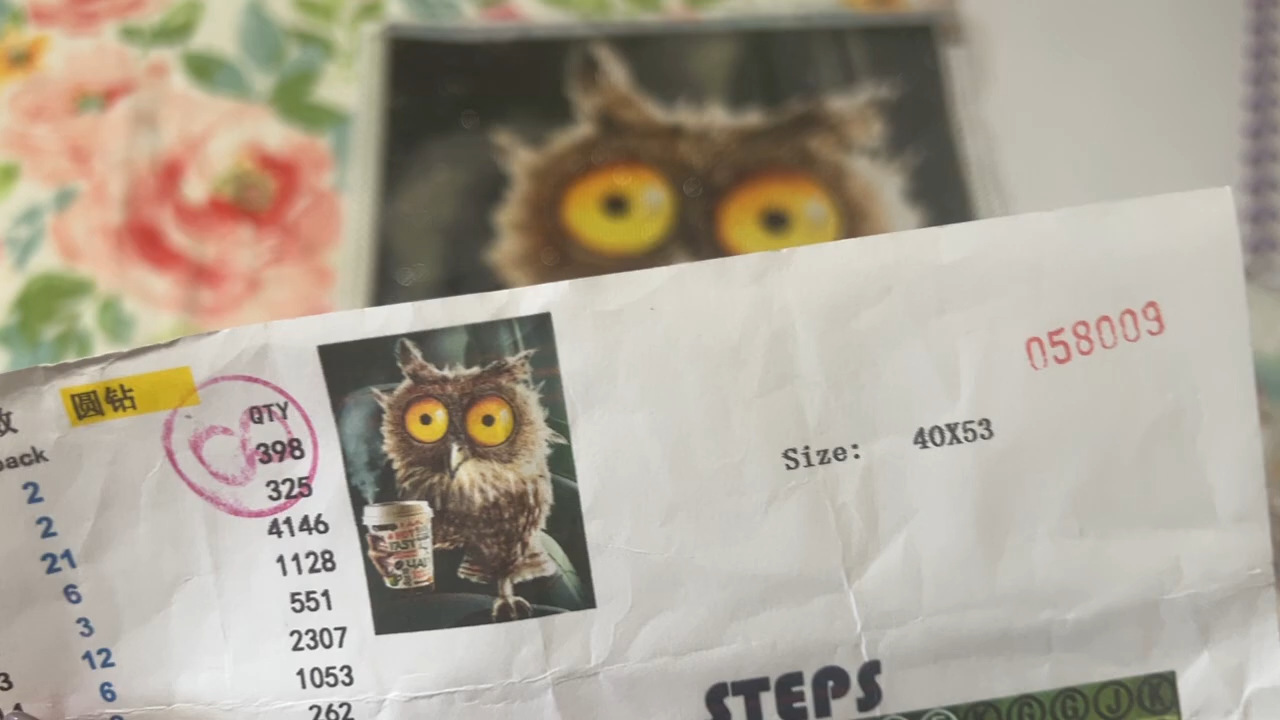 圆钻
QTY
2 398
2 325
21 4146
6 1128
3 551
12 2307
6 1053
262
058009
Size: 40X53
STEPS